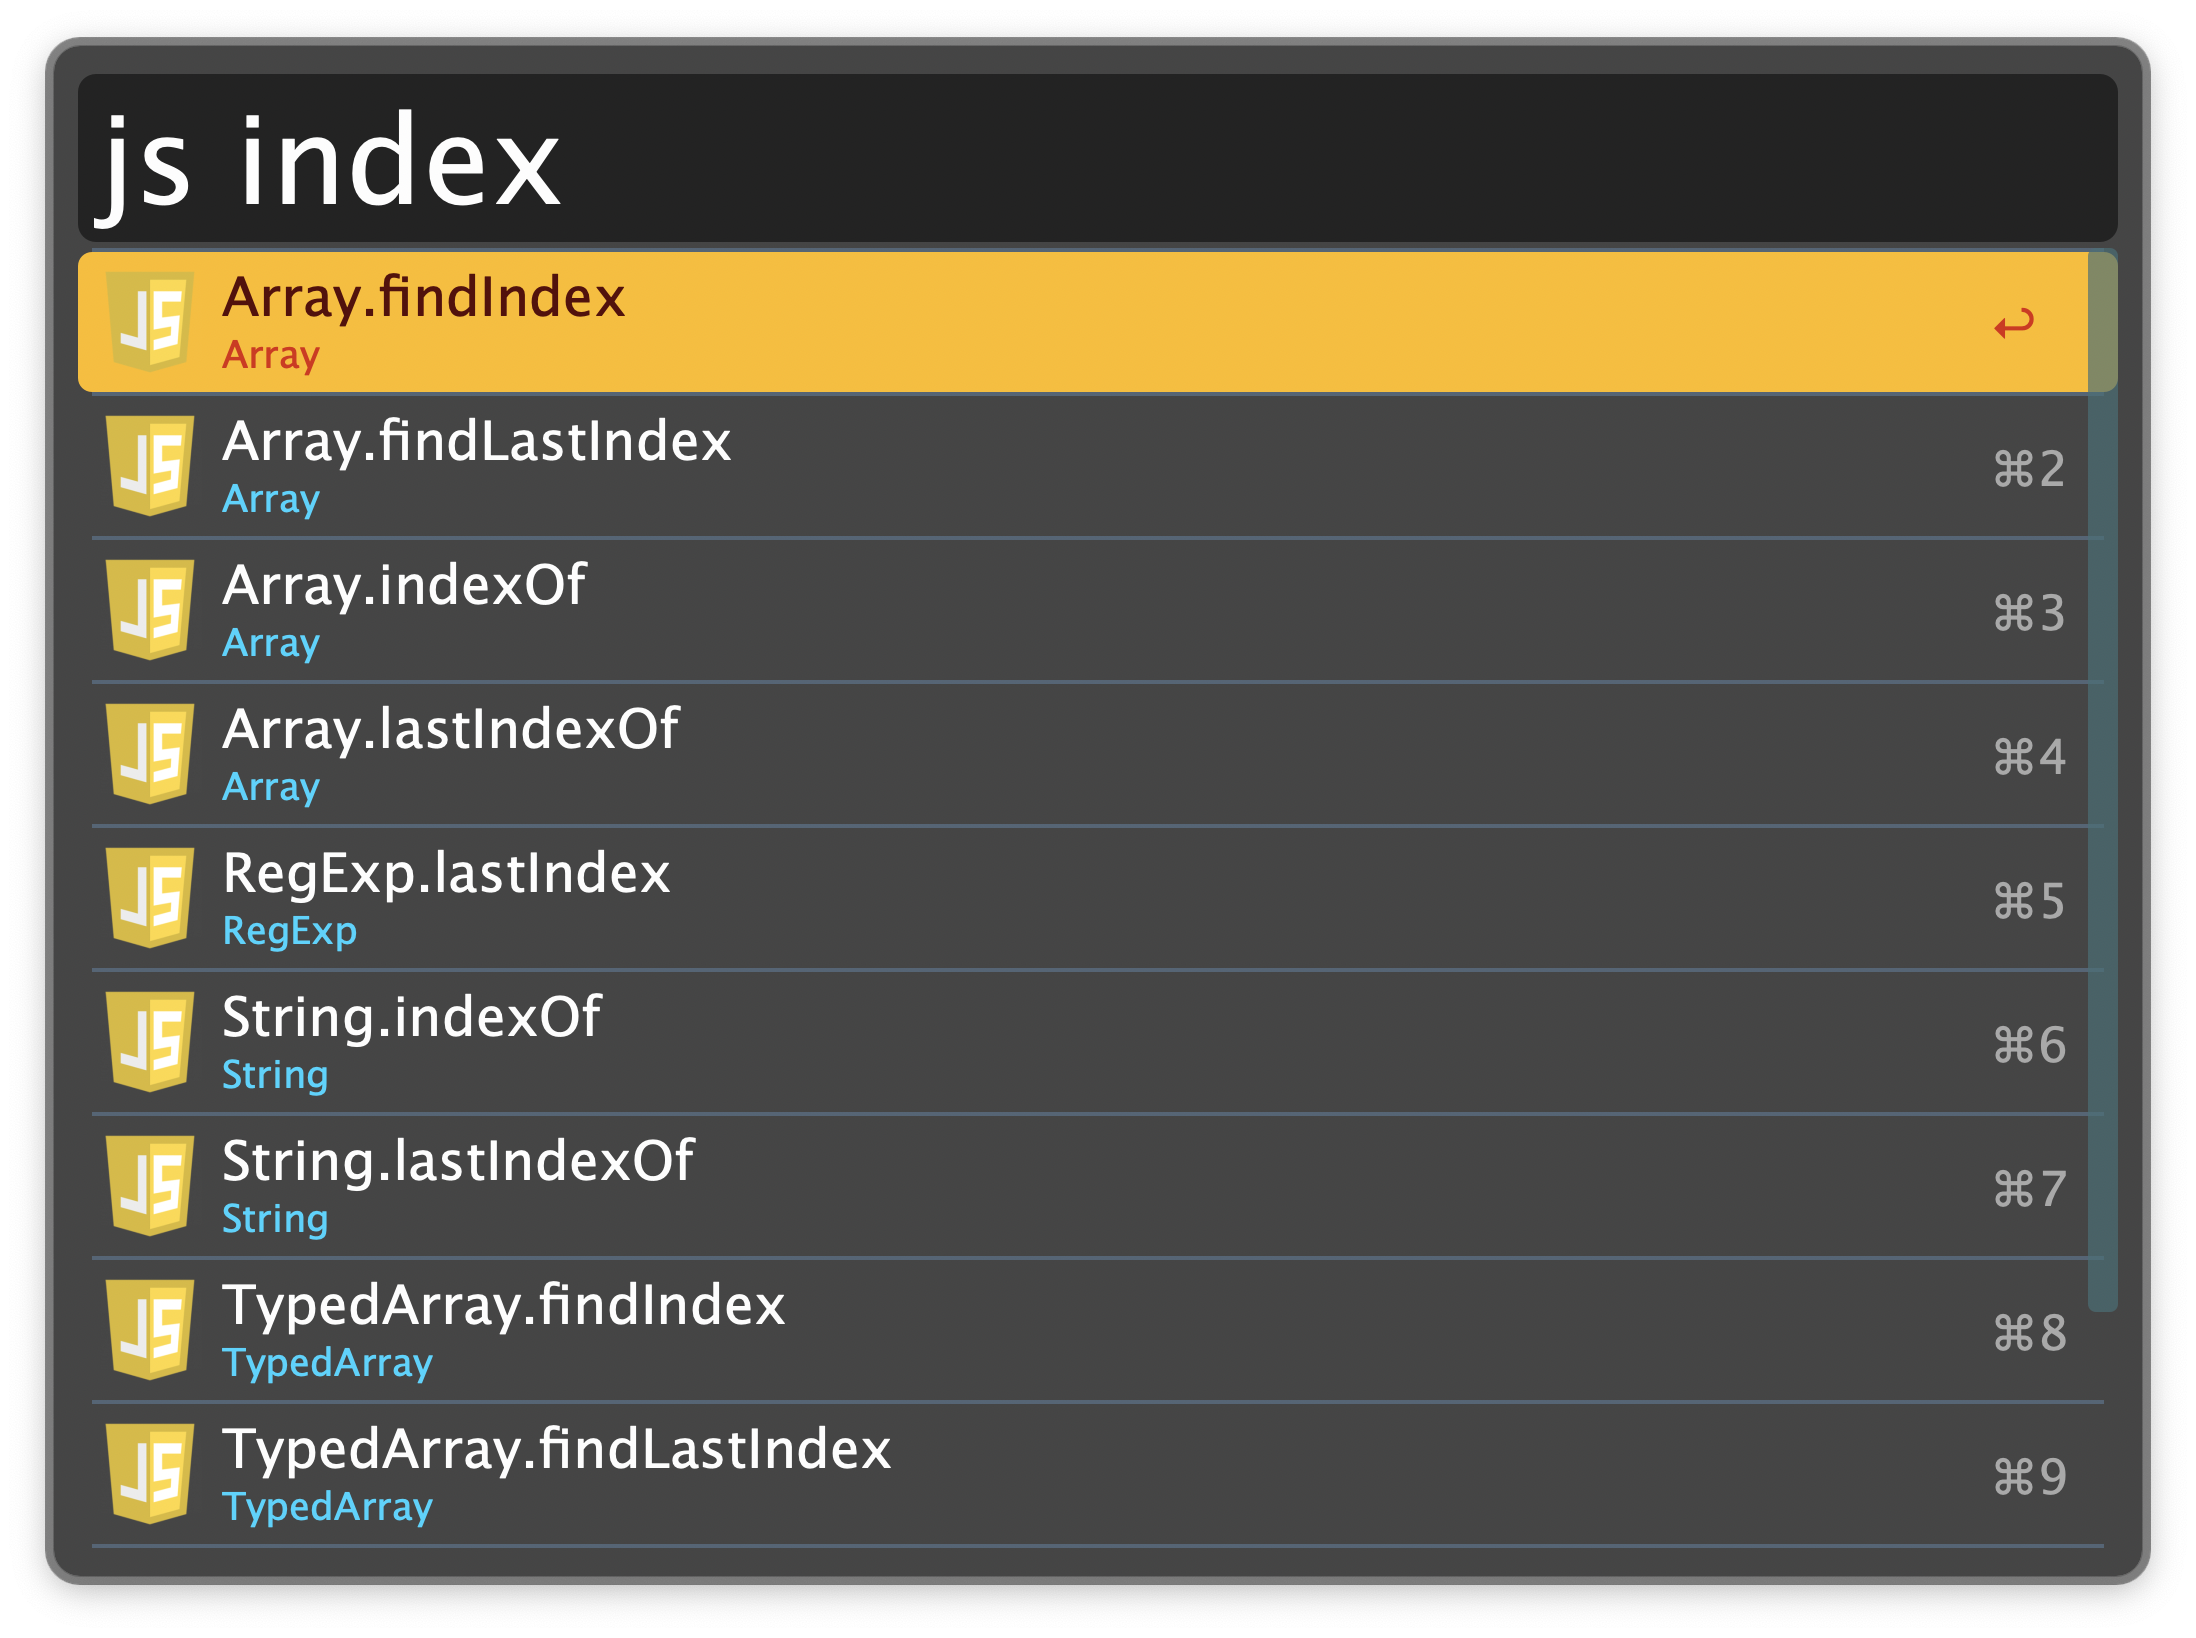 js index
JS Array.findIndex ↩
Array
JS Array.findLastIndex ⌘2
Array
JS Array.indexOf ⌘3
Array
JS Array.lastIndexOf ⌘4
Array
JS RegExp.lastIndex ⌘5
RegExp
JS String.indexOf ⌘6
String
JS String.lastIndexOf ⌘7
String
JS TypedArray.findIndex ⌘8
TypedArray
JS TypedArray.findLastIndex ⌘9
TypedArray